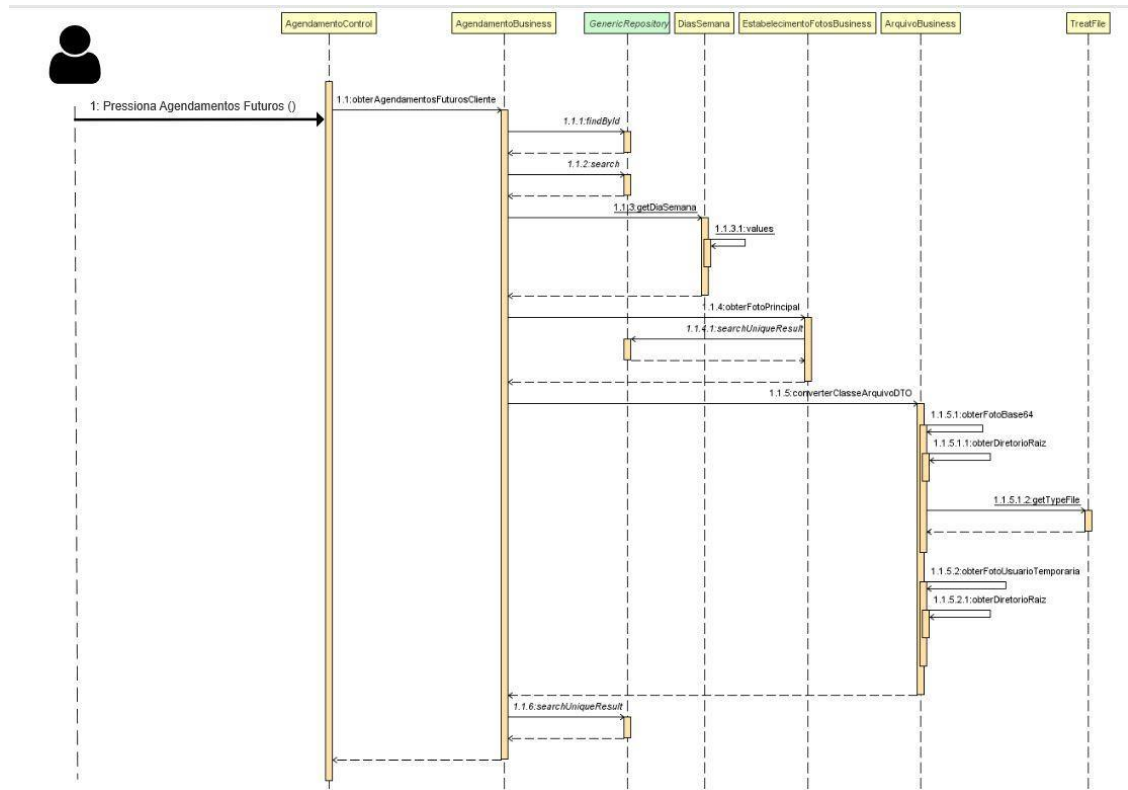 AgendamentoControl
AgendamentoBusiness
GenericRepository
DiasSemana
EstabelecimentoFotosBusiness
ArquivoBusiness
TreatFile
1: Pressiona Agendamentos Futuros ()
1.1:obterAgendamentosFuturosCliente
1.1.1:findById
1.1.2:search
1.1.3:getDiaSemana
1.1.3.1:values
1.1.4:obterFotoPrincipal
1.1.4.1:searchUniqueResult
1.1.5:converterClasseArquivoDTO
1.1.5.1:obterFotoBase64
1.1.5.1.1:obterDiretorioRaiz
1.1.5.1.2:getTypeFile
1.1.5.2:obterFotoUsuarioTemporaria
1.1.5.2.1:obterDiretorioRaiz
1.1.6:searchUniqueResult